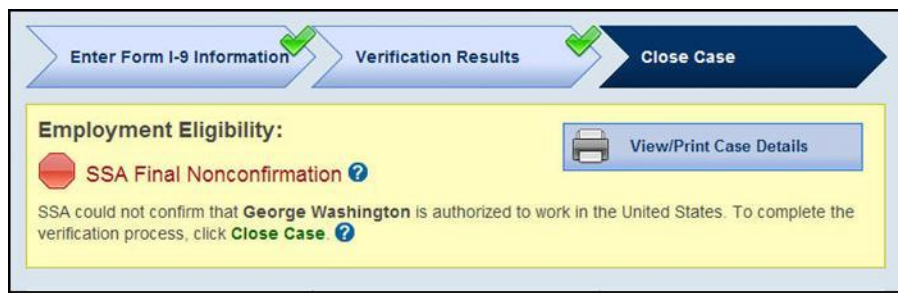 Enter Form I-9 Information
Verification Results
Close Case
Employment Eligibility:
View/Print Case Details
SSA Final Nonconfirmation ?
SSA could not confirm that George Washington is authorized to work in the United States. To complete the
verification process, click Close Case. ?